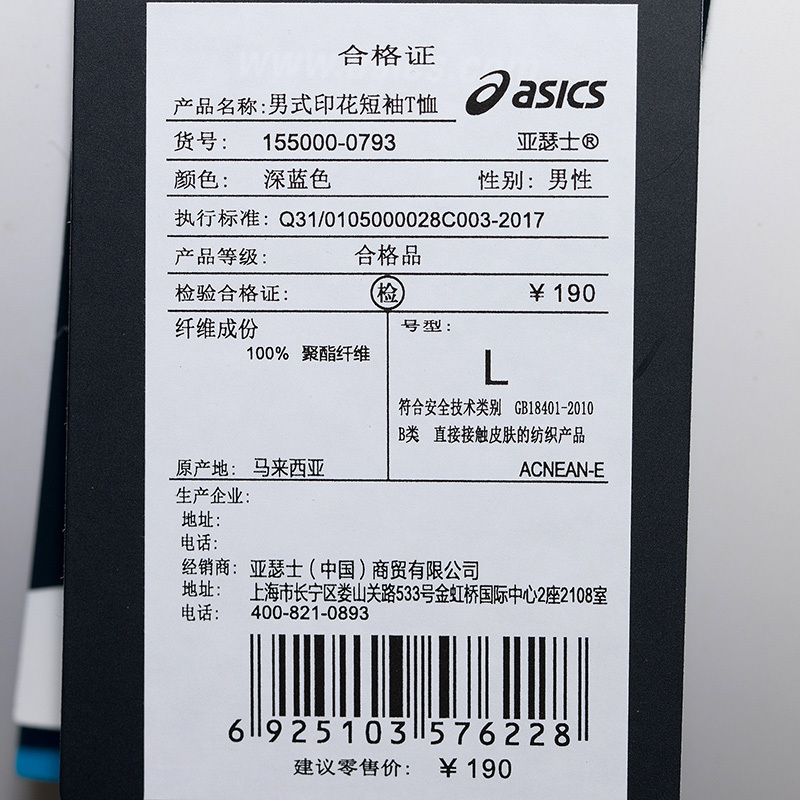 合格证
产品名称:男式印花短袖T恤 asics
货号: 155000-0793 亚瑟士®
颜色: 深蓝色 性别: 男性
执行标准: Q31/0105000028C003-2017
产品等级: 合格品
检验合格证: 检 ¥190
纤维成份
100% 聚酯纤维
号型:
L
符合安全技术类别 GB18401-2010
B类 直接接触皮肤的纺织产品
原产地: 马来西亚 ACNEAN-E
生产企业:
地址:
电话:
经销商: 亚瑟士(中国)商贸有限公司
地址: 上海市长宁区娄山关路533号金虹桥国际中心2座2108室
电话: 400-821-0893
6 925103 576228
建议零售价: ¥190